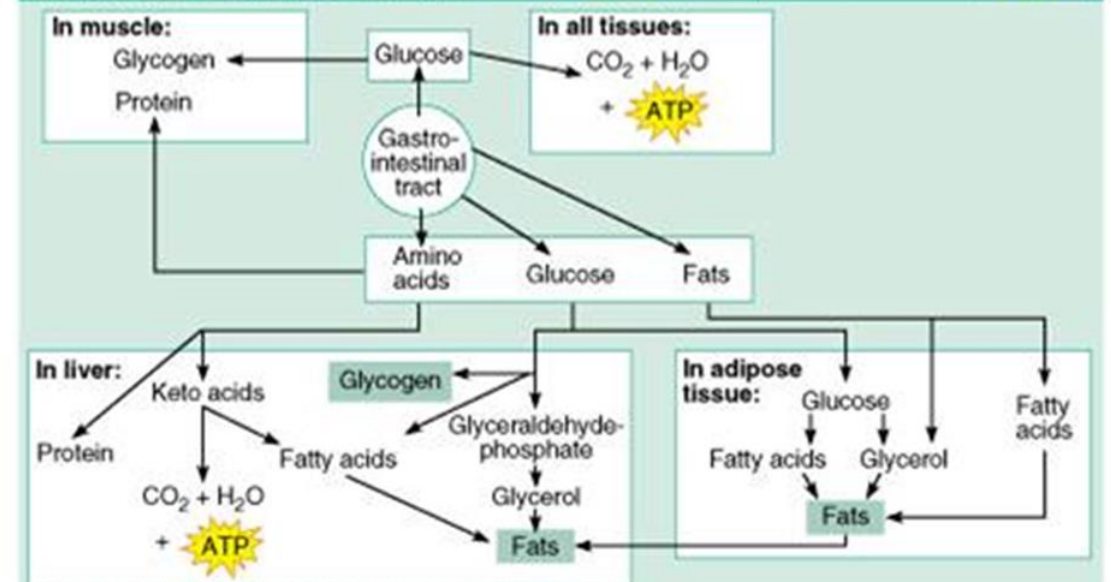 In muscle:
Glycogen
Protein
Glucose
In all tissues:
CO₂ + H₂O
+ ATP
Gastro-
intestinal
tract
Amino
acids
Glucose
Fats
In liver:
Keto acids
Protein
CO₂ + H₂O
+ ATP
Glycogen
Fatty acids
Glyceraldehyde-
phosphate
Glycerol
Fats
In adipose
tissue:
Glucose
Fatty acids
Glycerol
Fatty
acids
Fats